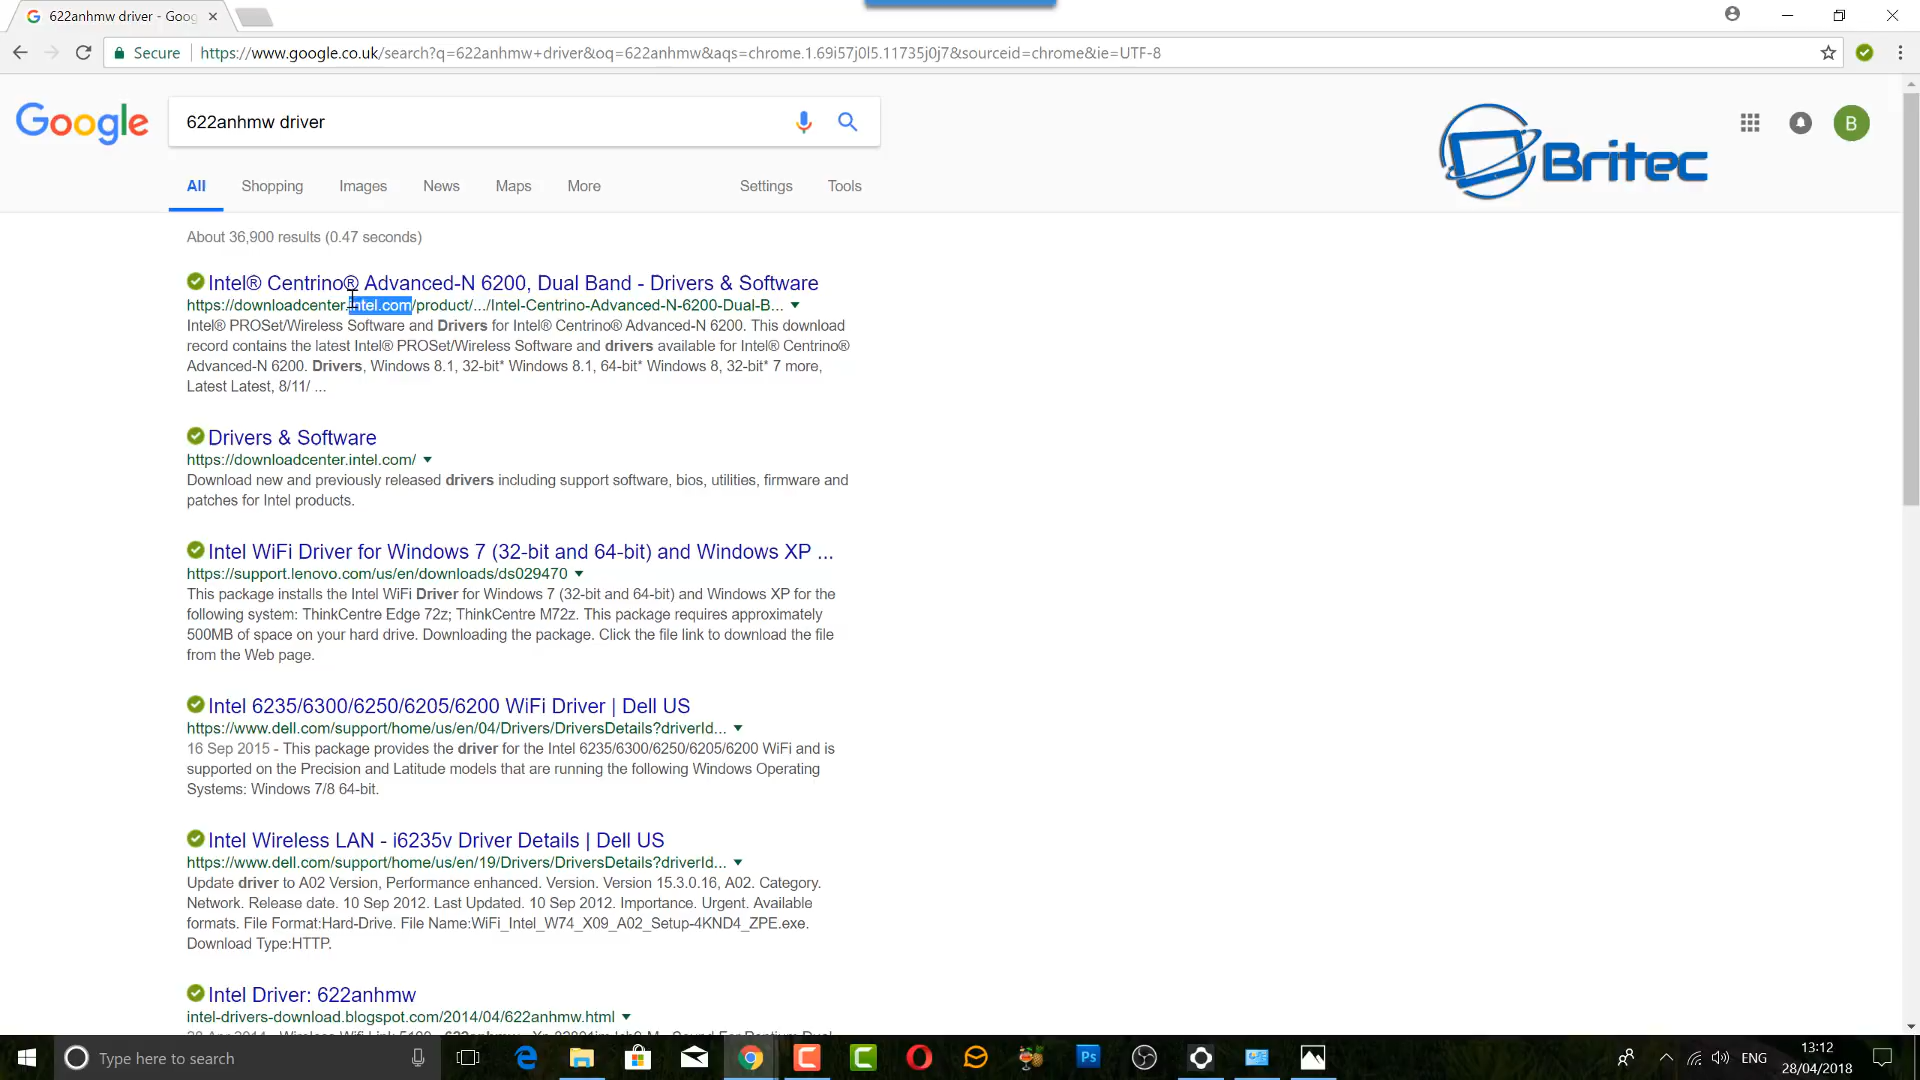 622anhmw driver - Goog
Secure
https://www.google.co.uk/search?q=622anhmw+driver&oq=622anhmw&aqs=chrome.1.69i57j0l5.11735j0j7&sourceid=chrome&ie=UTF-8
Google
622anhmw driver
Britec
B
All Shopping Images News Maps More Settings Tools
About 36,900 results (0.47 seconds)
Intel® Centrino® Advanced-N 6200, Dual Band - Drivers & Software
https://downloadcenter.intel.com/product/.../Intel-Centrino-Advanced-N-6200-Dual-B...
Intel® PROSet/Wireless Software and Drivers for Intel® Centrino® Advanced-N 6200. This download
record contains the latest Intel® PROSet/Wireless Software and drivers available for Intel® Centrino®
Advanced-N 6200. Drivers, Windows 8.1, 32-bit* Windows 8.1, 64-bit* Windows 8, 32-bit* 7 more,
Latest Latest, 8/11/ ...
Drivers & Software
https://downloadcenter.intel.com/
Download new and previously released drivers including support software, bios, utilities, firmware and
patches for Intel products.
Intel WiFi Driver for Windows 7 (32-bit and 64-bit) and Windows XP ...
https://support.lenovo.com/us/en/downloads/ds029470
This package installs the Intel WiFi Driver for Windows 7 (32-bit and 64-bit) and Windows XP for the
following system: ThinkCentre Edge 72z; ThinkCentre M72z. This package requires approximately
500MB of space on your hard drive. Downloading the package. Click the file link to download the file
from the Web page.
Intel 6235/6300/6250/6205/6200 WiFi Driver | Dell US
https://www.dell.com/support/home/us/en/04/Drivers/DriversDetails?driverId...
16 Sep 2015 - This package provides the driver for the Intel 6235/6300/6250/6205/6200 WiFi and is
supported on the Precision and Latitude models that are running the following Windows Operating
Systems: Windows 7/8 64-bit.
Intel Wireless LAN - i6235v Driver Details | Dell US
https://www.dell.com/support/home/us/en/19/Drivers/DriversDetails?driverId...
Update driver to A02 Version, Performance enhanced. Version. Version 15.3.0.16, A02. Category.
Network. Release date. 10 Sep 2012. Last Updated. 10 Sep 2012. Importance. Urgent. Available
formats. File Format:Hard-Drive. File Name:WiFi_Intel_W74_X09_A02_Setup-4KND4_ZPE.exe.
Download Type:HTTP.
Intel Driver: 622anhmw
intel-drivers-download.blogspot.com/2014/04/622anhmw.html
Type here to search
Ps
ENG
13:12
28/04/2018